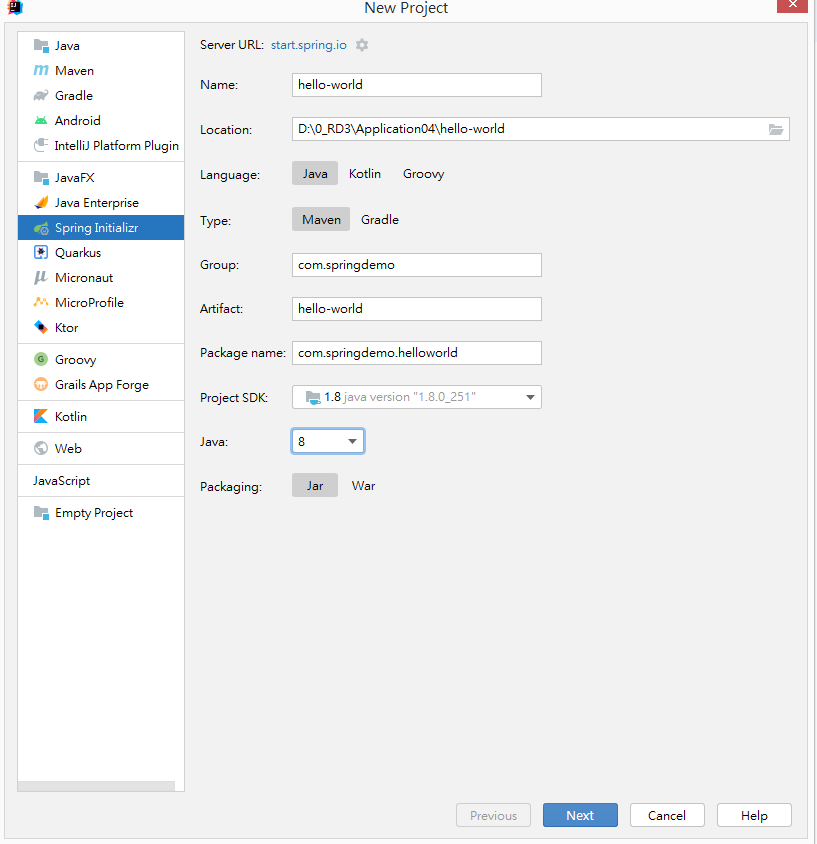 New Project
Java
Maven
Gradle
Android
IntelliJ Platform Plugin
JavaFX
Java Enterprise
Spring Initializr
Quarkus
Micronaut
MicroProfile
Ktor
Groovy
Grails App Forge
Kotlin
Web
JavaScript
Empty Project
Server URL: start.spring.io
Name: hello-world
Location: D:\0_RD3\Application04\hello-world
Language: Java Kotlin Groovy
Type: Maven Gradle
Group: com.springdemo
Artifact: hello-world
Package name: com.springdemo.helloworld
Project SDK: 1.8 java version "1.8.0_251"
Java: 8
Packaging: Jar War
Previous Next Cancel Help